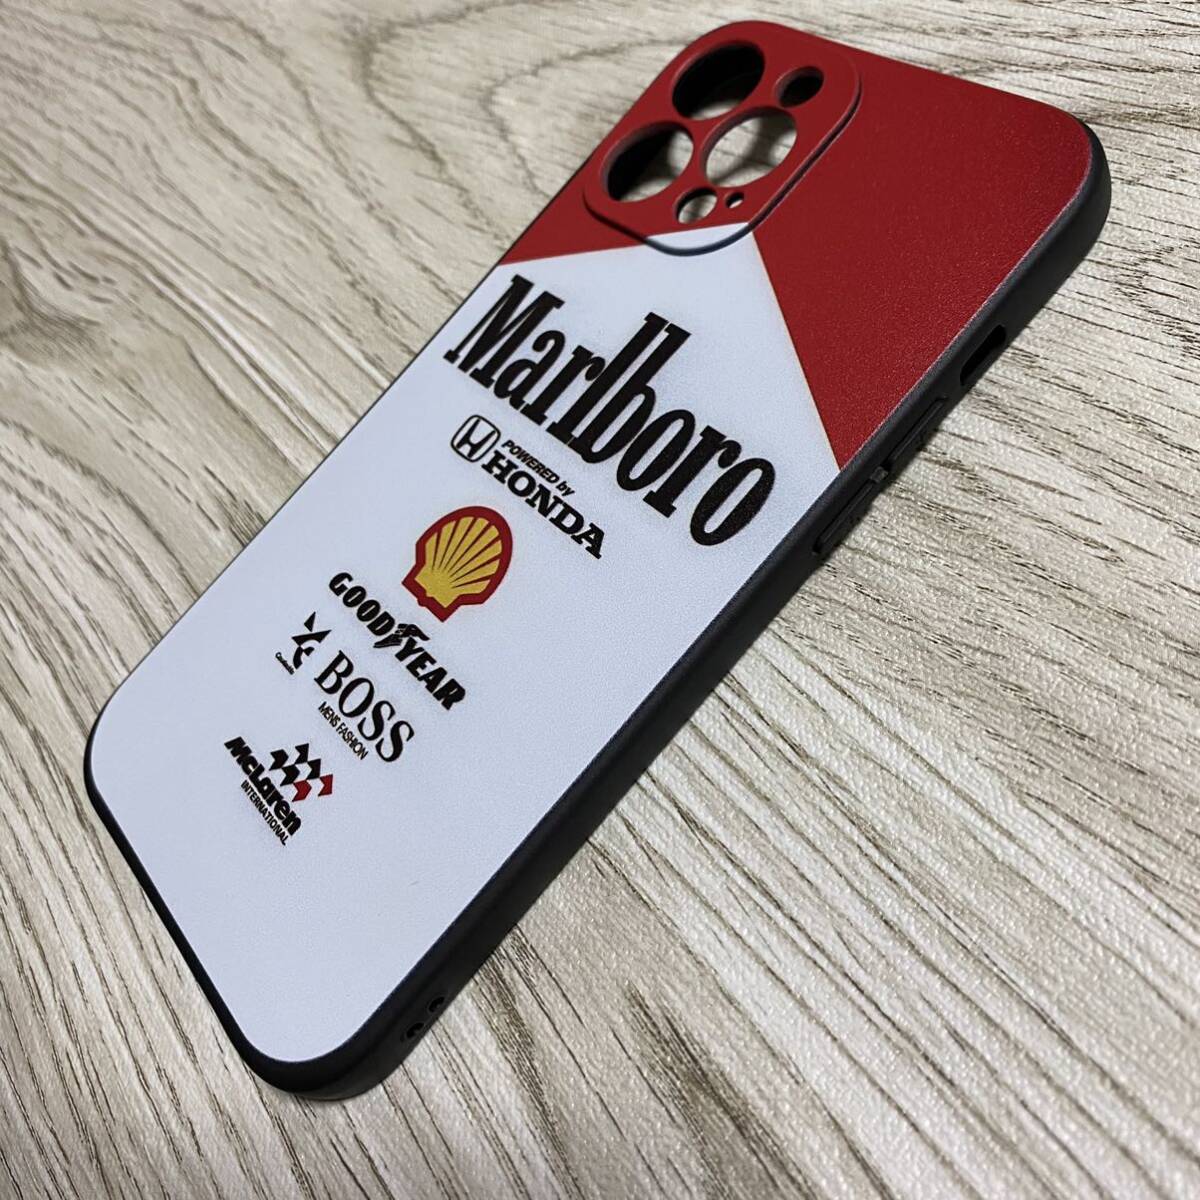 Marlboro
POWERED by
HONDA
GOODYEAR
BOSS
MENS FASHION
McLaren
INTERNATIONAL